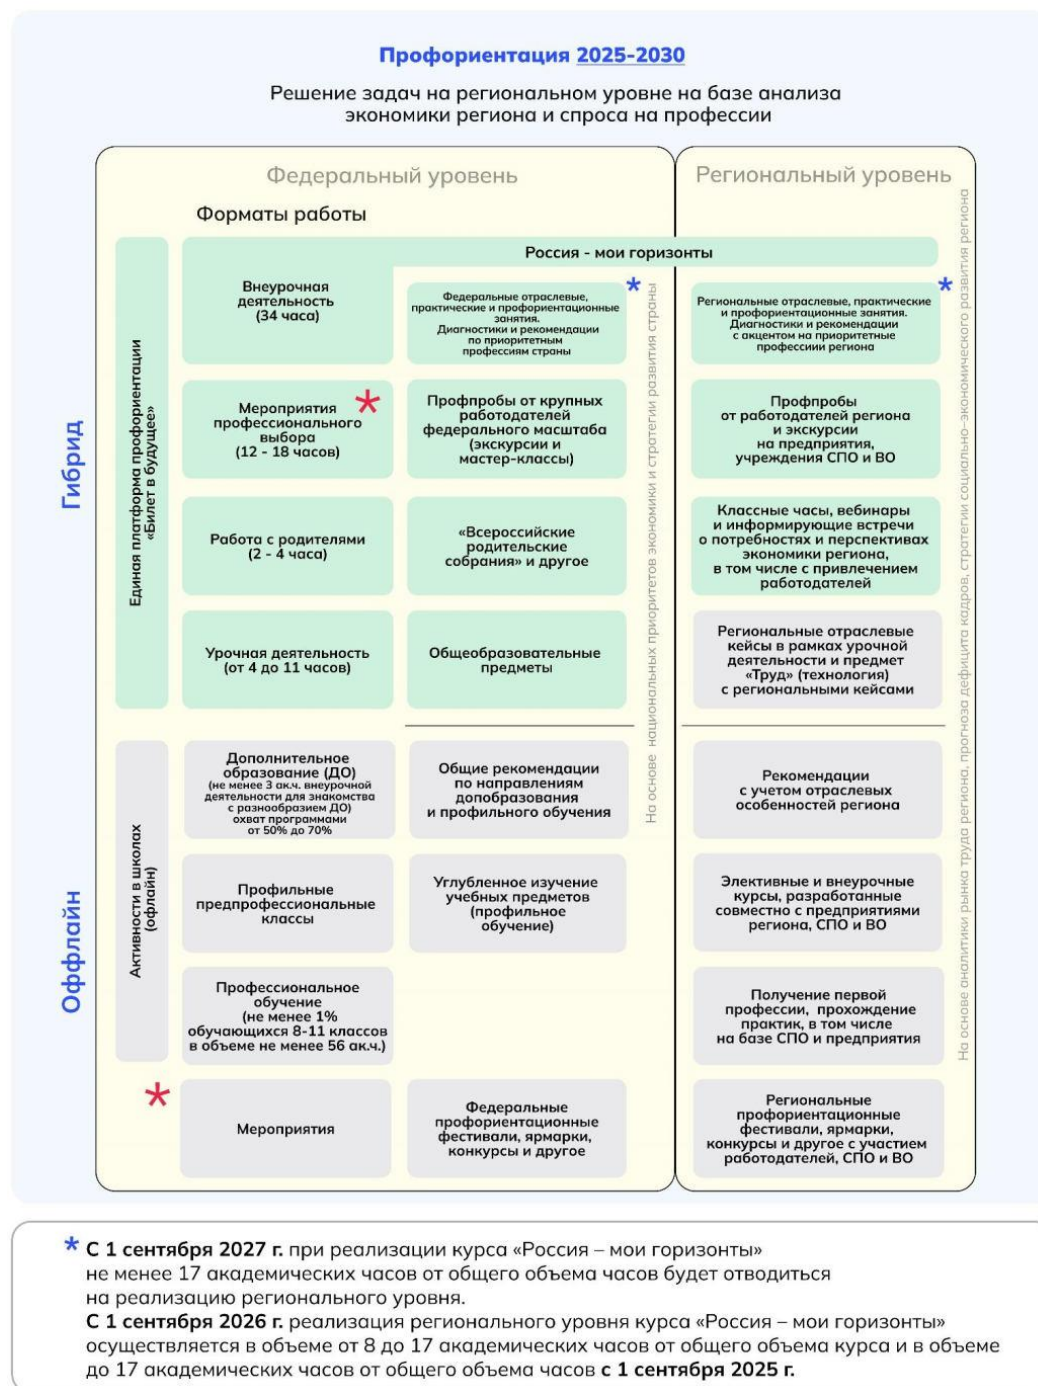 Профориентация 2025-2030
Решение задач на региональном уровне на базе анализа
экономики региона и спроса на профессии
Федеральный уровень
Региональный уровень
Форматы работы
Россия - мои горизонты
Гибрид
Единая платформа профориентации
«Билет в будущее»
Внеурочная
деятельность
(34 часа)
Федеральные отраслевые,
практические и профориентационные
занятия.
Диагностики и рекомендации
по приоритетным
профессиям страны
*
Региональные отраслевые, практические
и профориентационные занятия.
Диагностики и рекомендации
с акцентом на приоритетные
профессиии региона
*
Мероприятия
профессионального
выбора
(12 - 18 часов)
*
Профпробы от крупных
работодателей
федерального масштаба
(экскурсии и
мастер-классы)
Профпробы
от работодателей региона
и экскурсии
на предприятия,
учреждения СПО и ВО
Работа с родителями
(2 - 4 часа)
«Всероссийские
родительские
собрания» и другое
Классные часы, вебинары
и информирующие встречи
о потребностях и перспективах
экономики региона,
в том числе с привлечением
работодателей
Урочная деятельность
(от 4 до 11 часов)
Общеобразовательные
предметы
Региональные отраслевые
кейсы в рамках урочной
деятельности и предмет
«Труд» (технология)
с региональными кейсами
На основе национальных приоритетов экономики и стратегии развития страны
На основе аналитики рынка труда региона, прогноза дефицита кадров, стратегии социально-экономического развития региона
Оффлайн
Активности в школах
(офлайн)
Дополнительное
образование (ДО)
(не менее 3 ак.ч. внеурочной
деятельности для знакомства
с разнообразием ДО)
охват программами
от 50% до 70%
Общие рекомендации
по направлениям
допобразования
и профильного обучения
Рекомендации
с учетом отраслевых
особенностей региона
Профильные
предпрофессиональные
классы
Углубленное изучение
учебных предметов
(профильное
обучение)
Элективные и внеурочные
курсы, разработанные
совместно с предприятиями
региона, СПО и ВО
Профессиональное
обучение
(не менее 1%
обучающихся 8-11 классов
в объеме не менее 56 ак.ч.)
Получение первой
профессии, прохождение
практик, в том числе
на базе СПО и предприятия
*
Мероприятия
Федеральные
профориентационные
фестивали, ярмарки,
конкурсы и другое
Региональные
профориентационные
фестивали, ярмарки,
конкурсы и другое с участием
работодателей, СПО и ВО
* С 1 сентября 2027 г. при реализации курса «Россия – мои горизонты»
не менее 17 академических часов от общего объема часов будет отводиться
на реализацию регионального уровня.
С 1 сентября 2026 г. реализация регионального уровня курса «Россия – мои горизонты»
осуществляется в объеме от 8 до 17 академических часов от общего объема курса и в объеме
до 17 академических часов от общего объема часов с 1 сентября 2025 г.